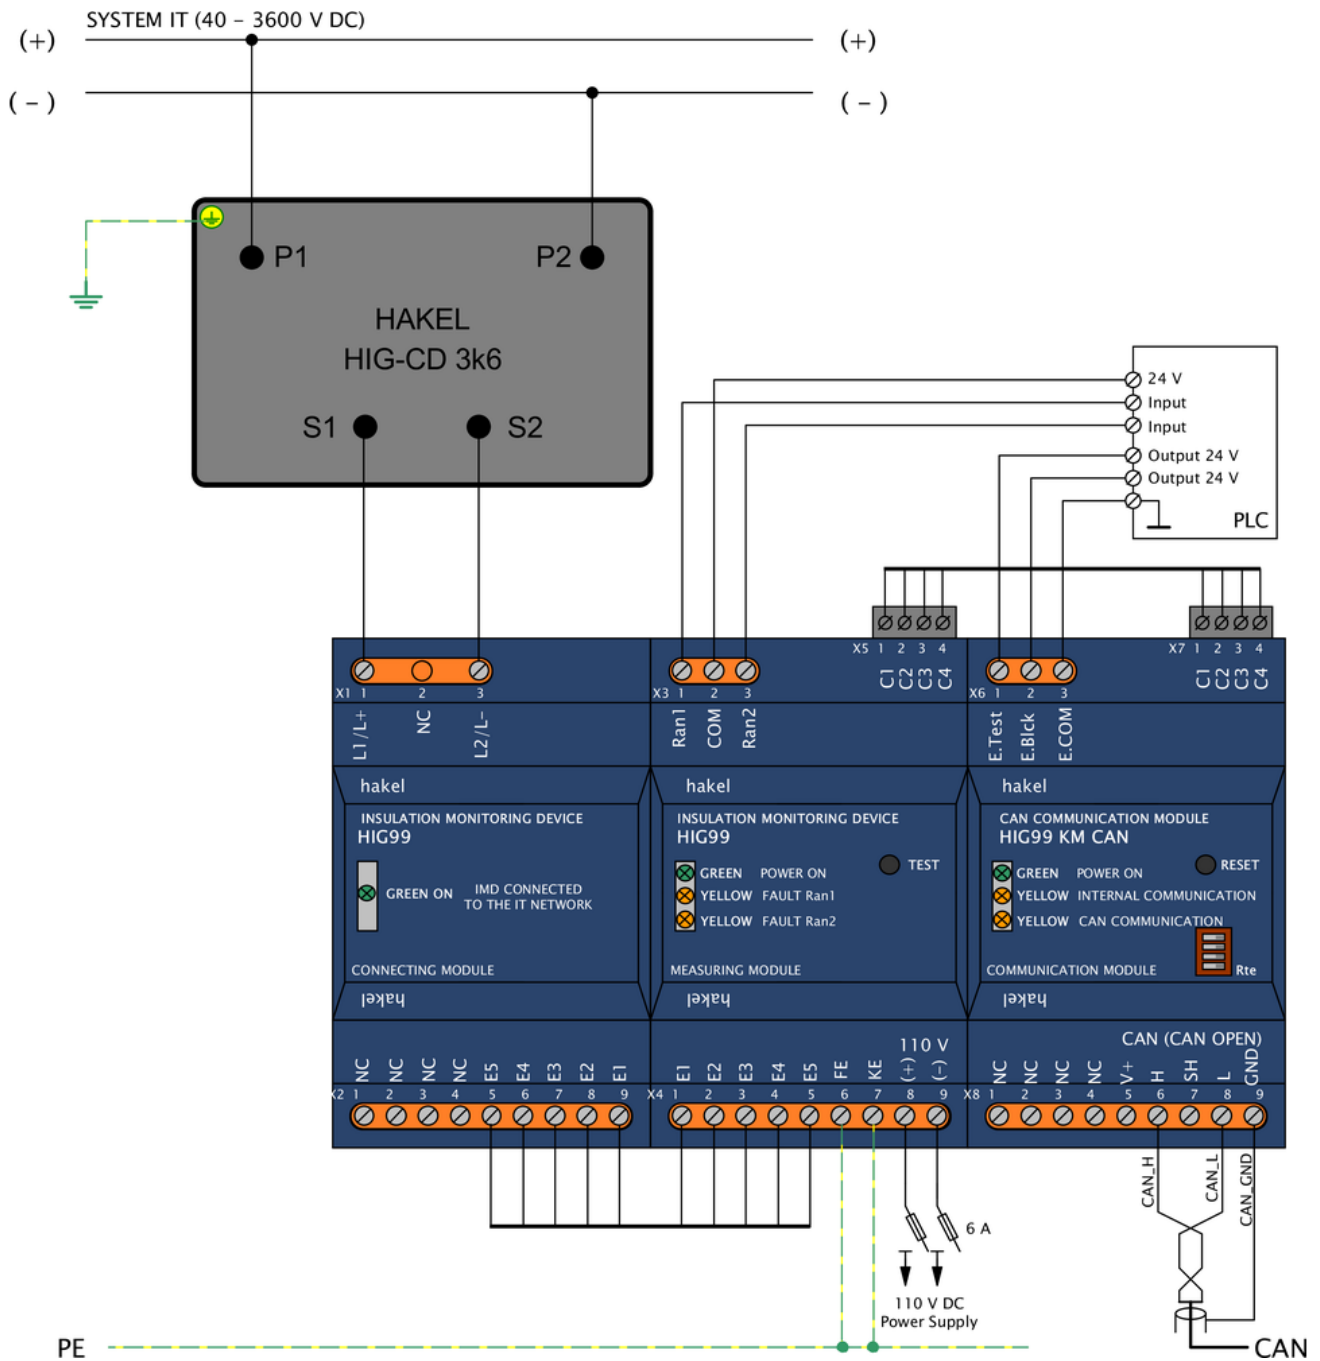 SYSTEM IT (40 – 3600 V DC)
(+) (+)
( – ) ( – )
P1 P2
HAKEL
HIG-CD 3k6
S1 S2
24 V
Input
Input
Output 24 V
Output 24 V
PLC
X1 1 2 3
L1/L+ NC L2/L-
X3 1 2 3
Ran1 COM Ran2
X5 1 2 3 4
C1 C2 C3 C4
X6 1 2 3
E.Test E.Blck E.COM
X7 1 2 3 4
C1 C2 C3 C4
hakel
INSULATION MONITORING DEVICE
HIG99
GREEN ON IMD CONNECTED
TO THE IT NETWORK
CONNECTING MODULE
hakel
hakel
INSULATION MONITORING DEVICE
HIG99
TEST
GREEN POWER ON
YELLOW FAULT Ran1
YELLOW FAULT Ran2
MEASURING MODULE
hakel
hakel
CAN COMMUNICATION MODULE
HIG99 KM CAN
RESET
GREEN POWER ON
YELLOW INTERNAL COMMUNICATION
YELLOW CAN COMMUNICATION
COMMUNICATION MODULE Rte
hakel
NC NC NC NC E5 E4 E3 E2 E1
X2 1 2 3 4 5 6 7 8 9
110 V
E1 E2 E3 E4 E5 FE KE (+) (-)
X4 1 2 3 4 5 6 7 8 9
CAN (CAN OPEN)
NC NC NC NC V+ H SH L GND
X8 1 2 3 4 5 6 7 8 9
CAN_H CAN_L CAN_GND
6 A
110 V DC
Power Supply
PE
CAN